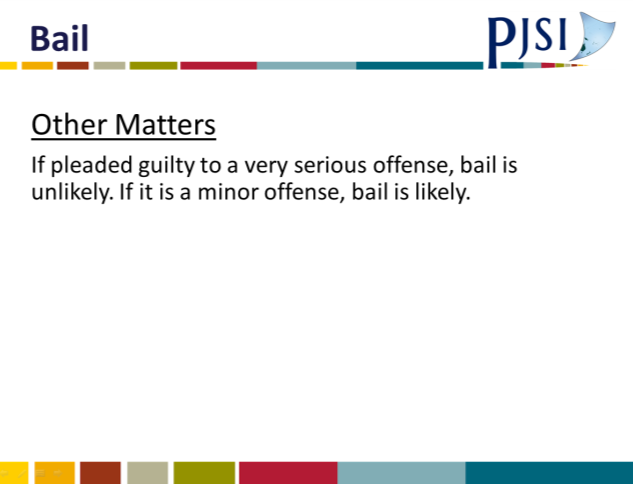 Bail
PJSI
Other Matters
If pleaded guilty to a very serious offense, bail is
unlikely. If it is a minor offense, bail is likely.